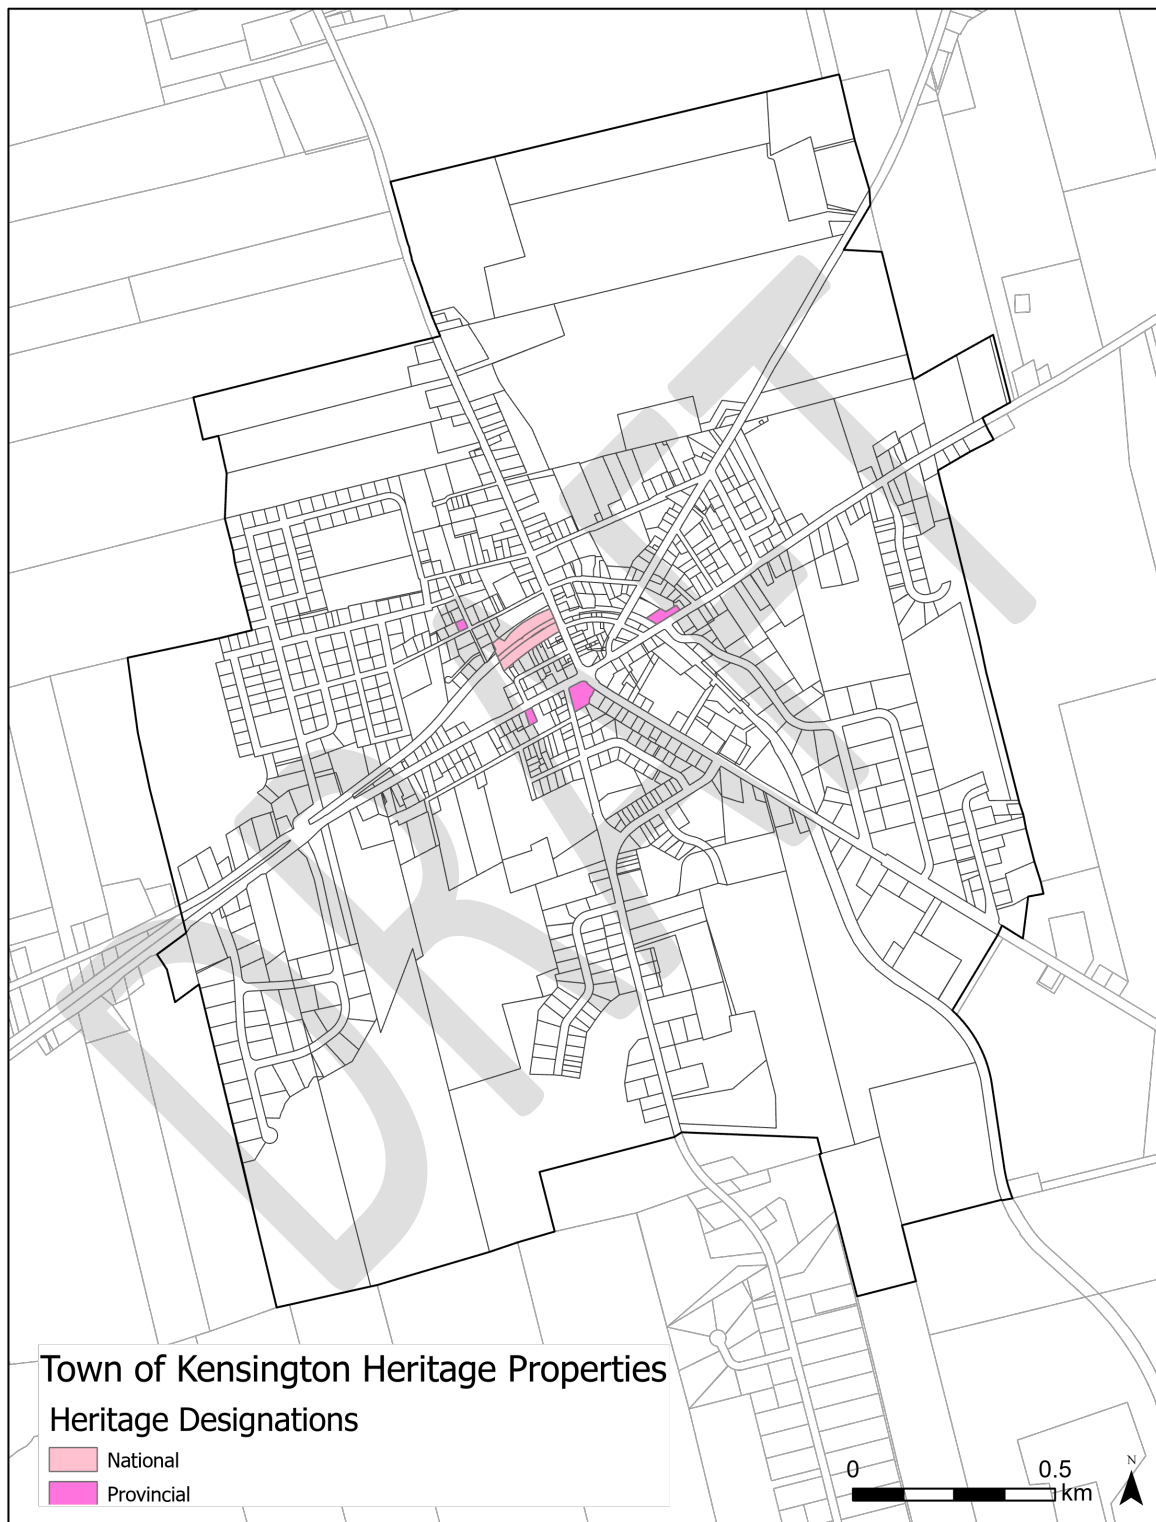 DRAFT
Town of Kensington Heritage Properties
Heritage Designations
National
Provincial
0 0.5
km
N